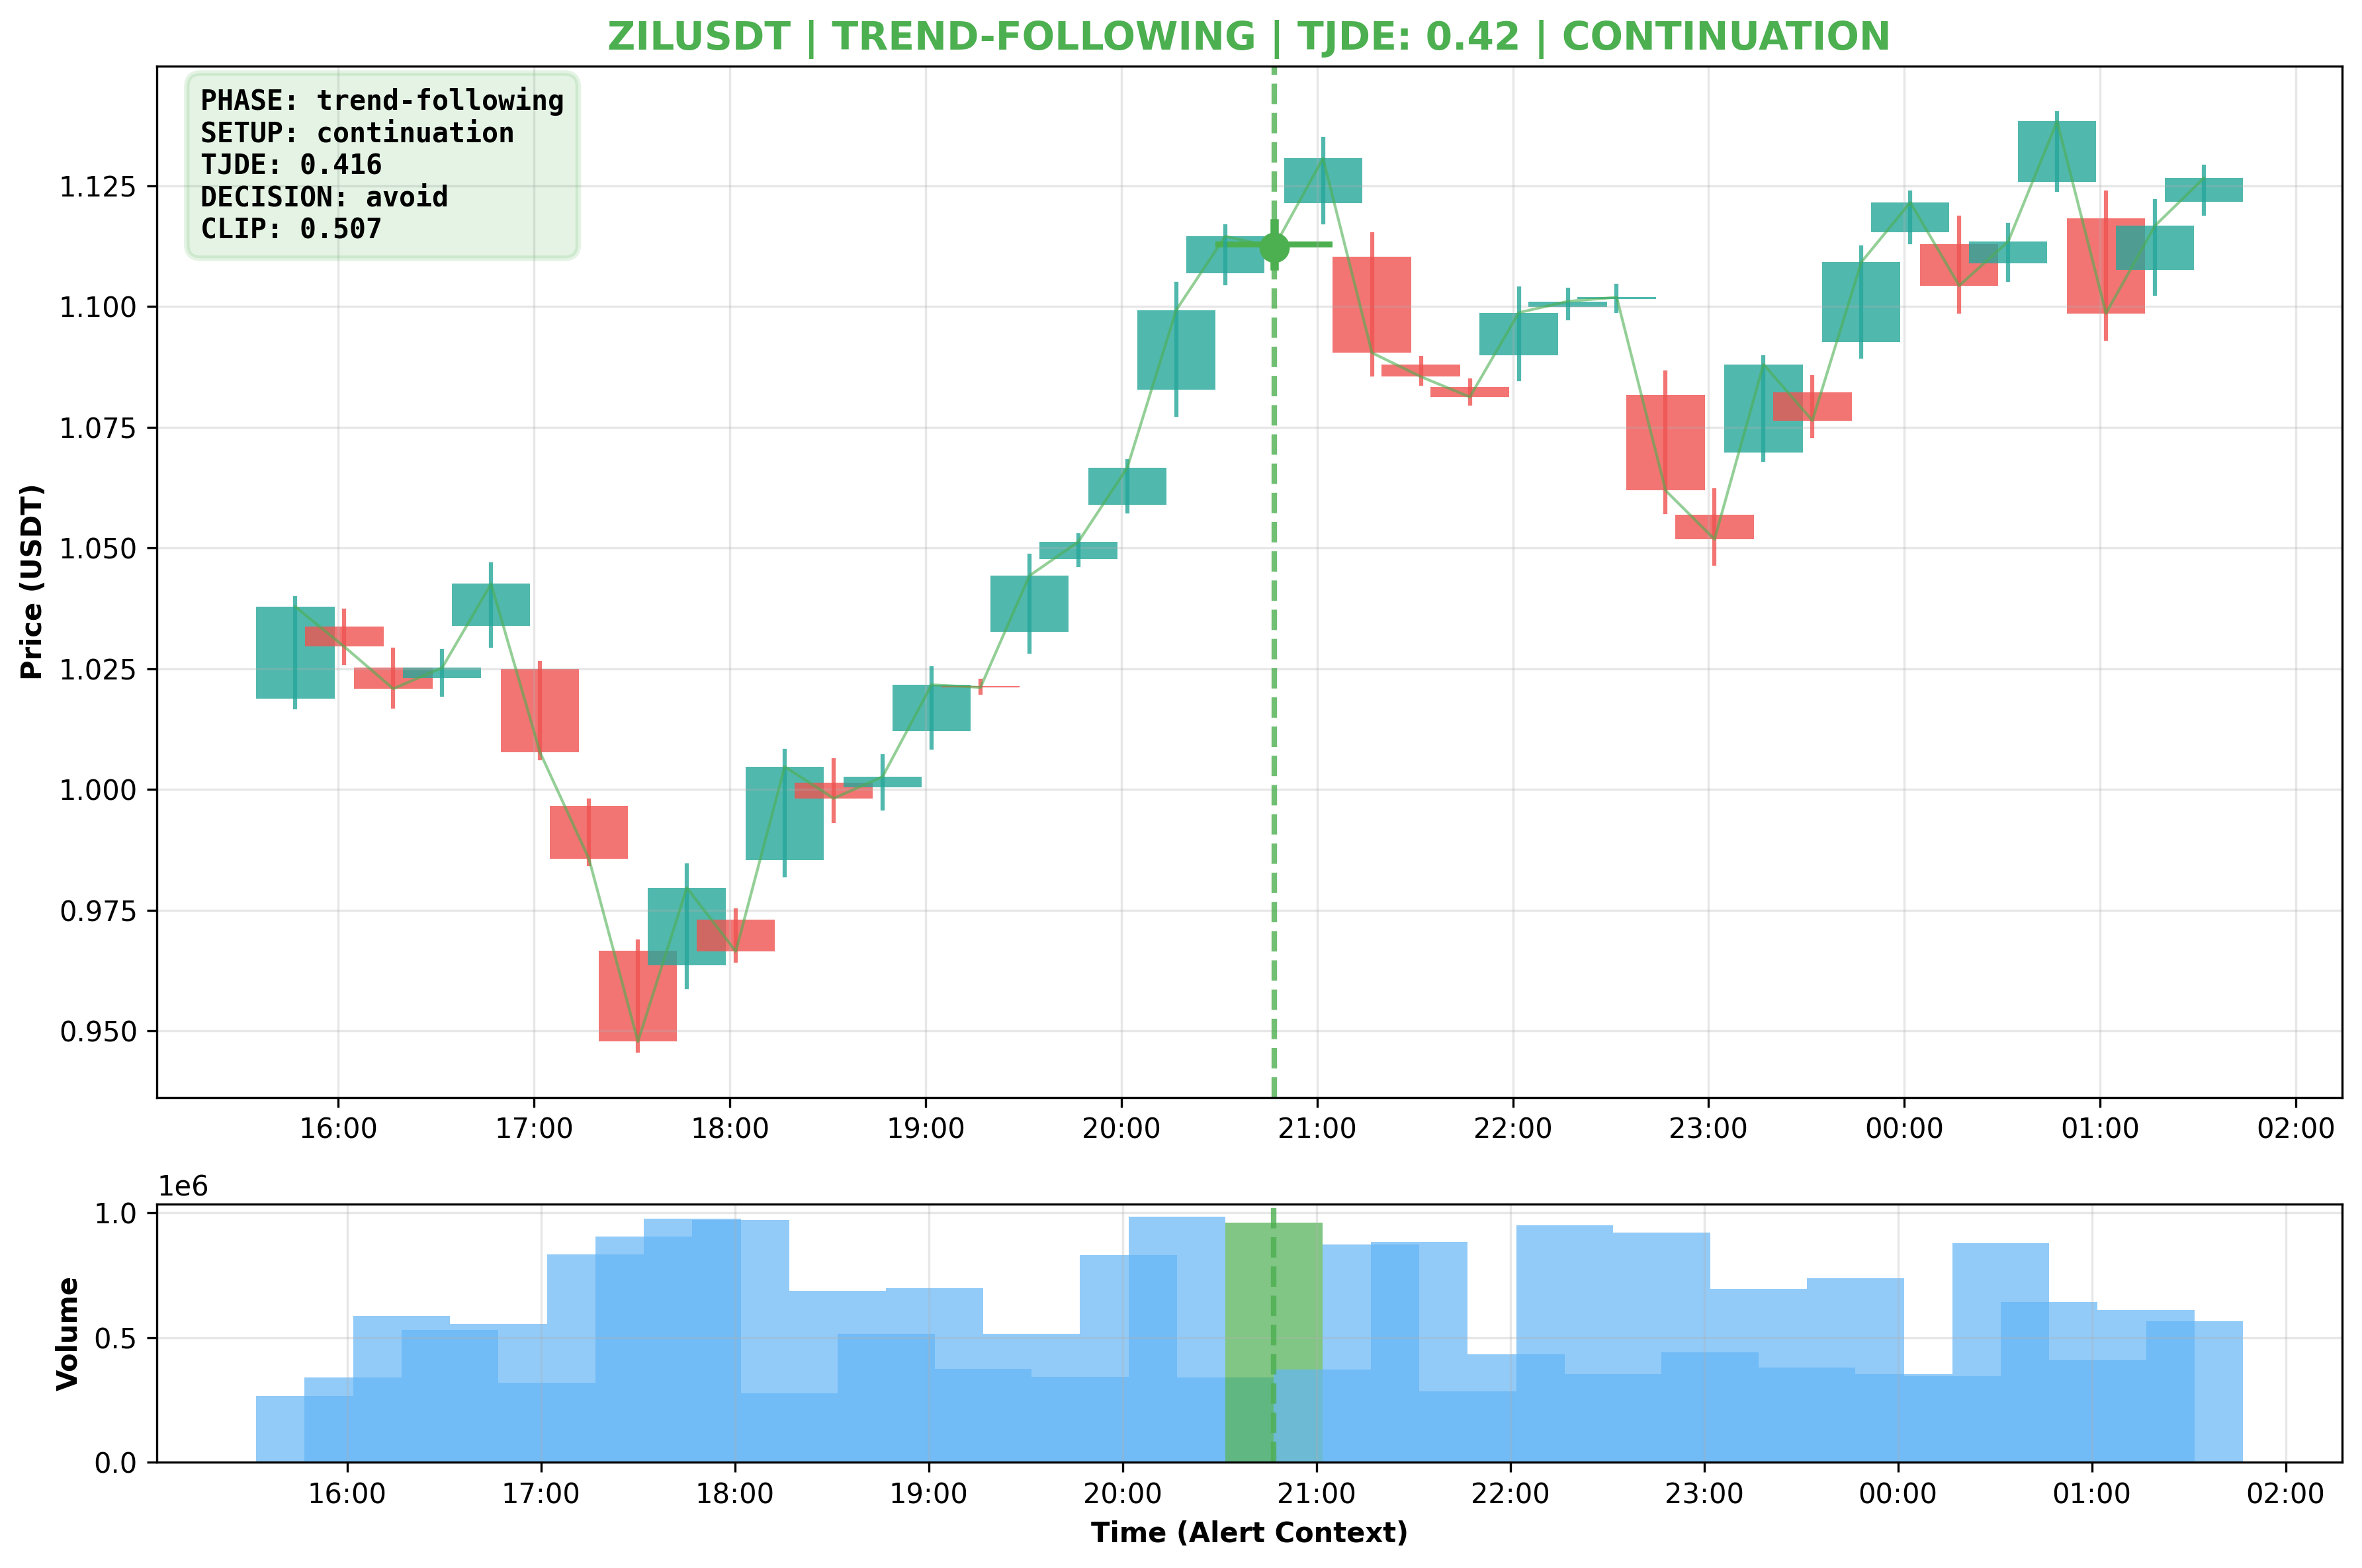 ZILUSDT | TREND-FOLLOWING | TJDE: 0.42 | CONTINUATION
PHASE: trend-following
SETUP: continuation
TJDE: 0.416
DECISION: avoid
CLIP: 0.507
Price (USDT)
1.125
1.100
1.075
1.050
1.025
1.000
0.975
0.950
16:00 17:00 18:00 19:00 20:00 21:00 22:00 23:00 00:00 01:00 02:00
1e6
Volume
1.0
0.5
0.0
16:00 17:00 18:00 19:00 20:00 21:00 22:00 23:00 00:00 01:00 02:00
Time (Alert Context)